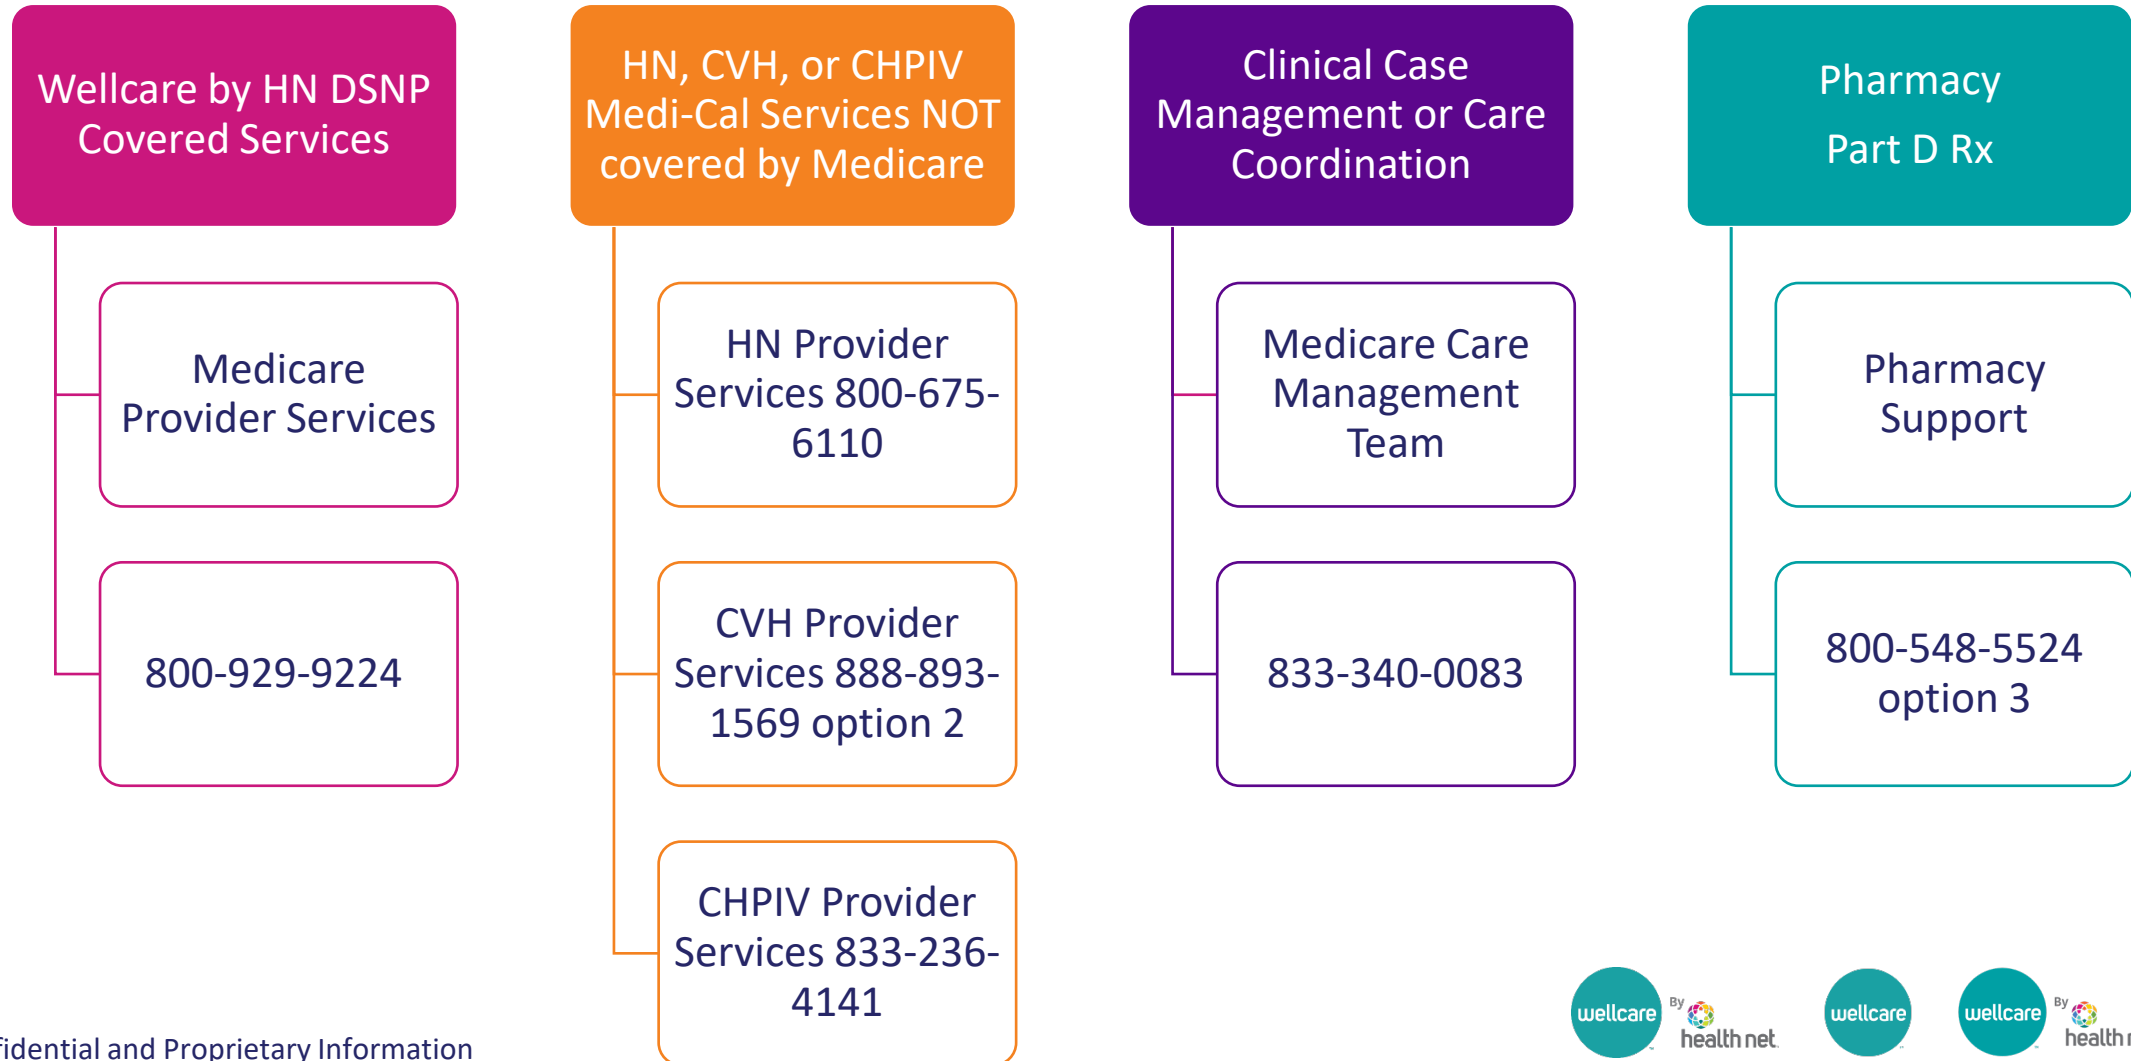 Wellcare by HN DSNP
Covered Services
Medicare
Provider Services
800-929-9224
HN, CVH, or CHPIV
Medi-Cal Services NOT
covered by Medicare
HN Provider
Services 800-675-
6110
CVH Provider
Services 888-893-
1569 option 2
CHPIV Provider
Services 833-236-
4141
Clinical Case
Management or Care
Coordination
Medicare Care
Management
Team
833-340-0083
Pharmacy
Part D Rx
Pharmacy
Support
800-548-5524
option 3
fidential and Proprietary Information
wellcare
By
health net.
wellcare
wellcare
By
health n